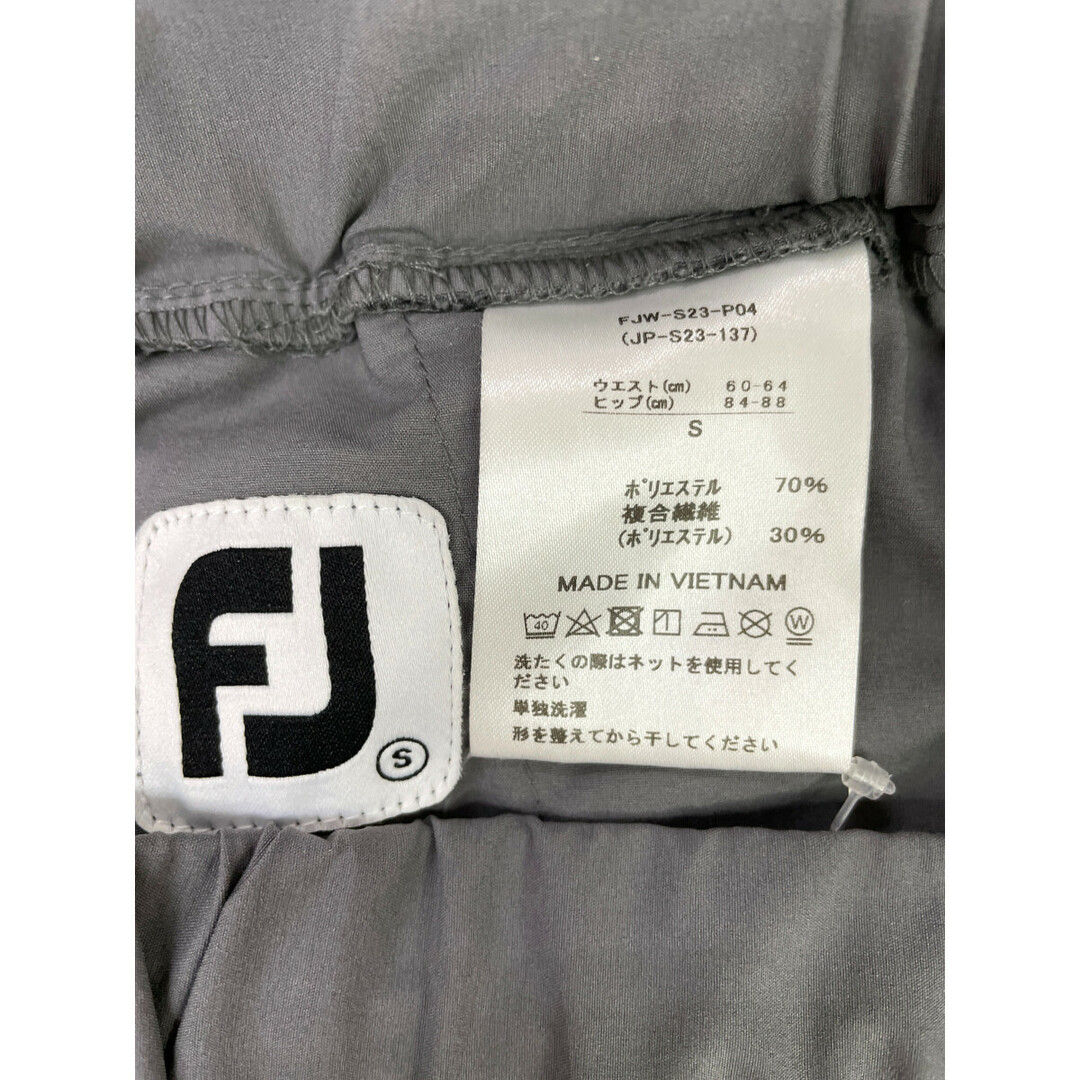 FJW-S23-P04
(JP-S23-137)
ウエスト(㎝) 60-64
ヒップ(㎝) 84-88
S
ポリエステル 70%
複合繊維
(ポリエステル) 30%
MADE IN VIETNAM
40
W
洗たくの際はネットを使用してく
ださい
単独洗濯
形を整えてから干してください
FJ
S